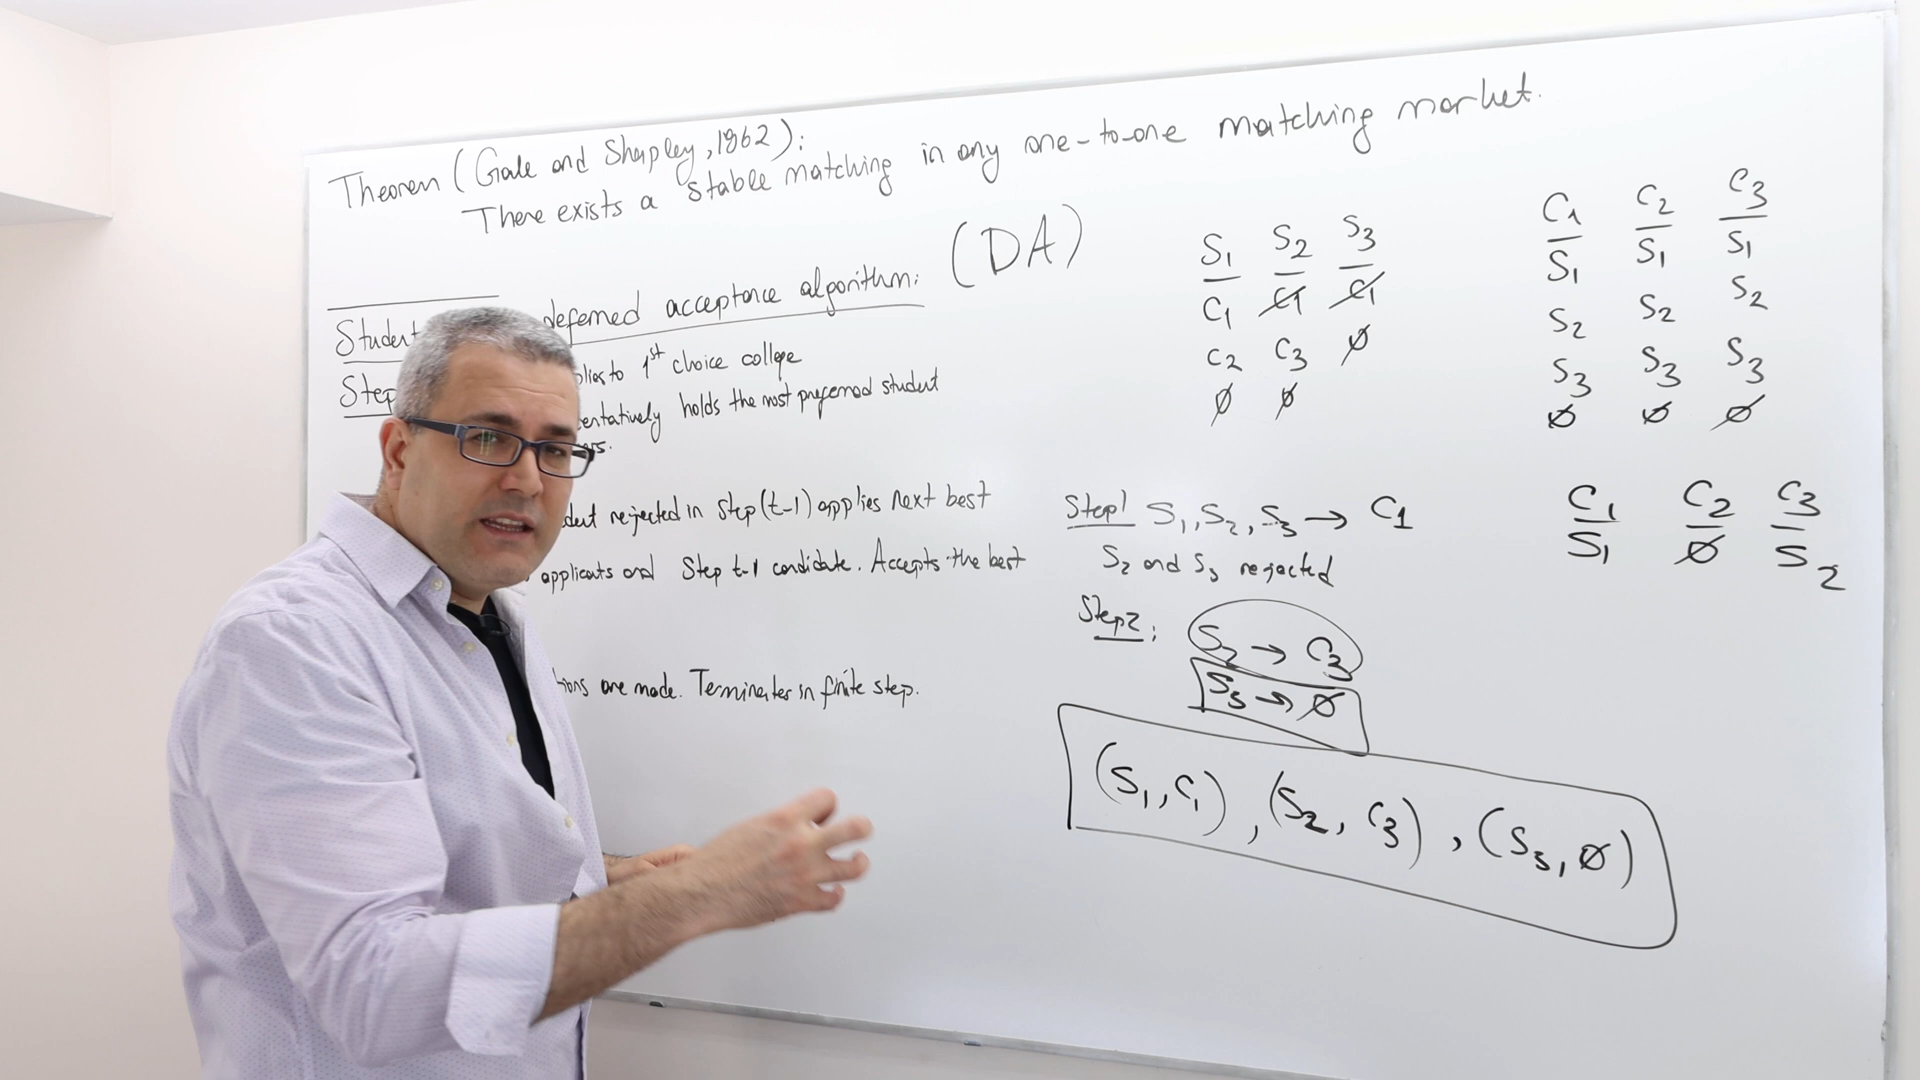 Theorem (Gale and Shapley, 1962):
There exists a stable matching in any one-to-one matching market.
Student deferred acceptance algorithm: (DA)
Step plies to 1st choice college
entatively holds the most preferred student
ers.
dent rejected in Step (t-1) applies next best
applicants and Step t-1 candidate. Accepts the best
tions are made. Terminates in finite step.
S1 S2 S3
C1 C1 C1
C2 C3 ∅
∅ ∅
C1 C2 C3
S1 S1 S1
S2 S2 S2
S3 S3 S3
∅ ∅ ∅
Step1 S1, S2, S3 → C1
S2 and S3 rejected
Step2: S2 → C3
S3 → ∅
C1 C2 C3
S1 ∅ S2
(S1, C1), (S2, C3), (S3, ∅)